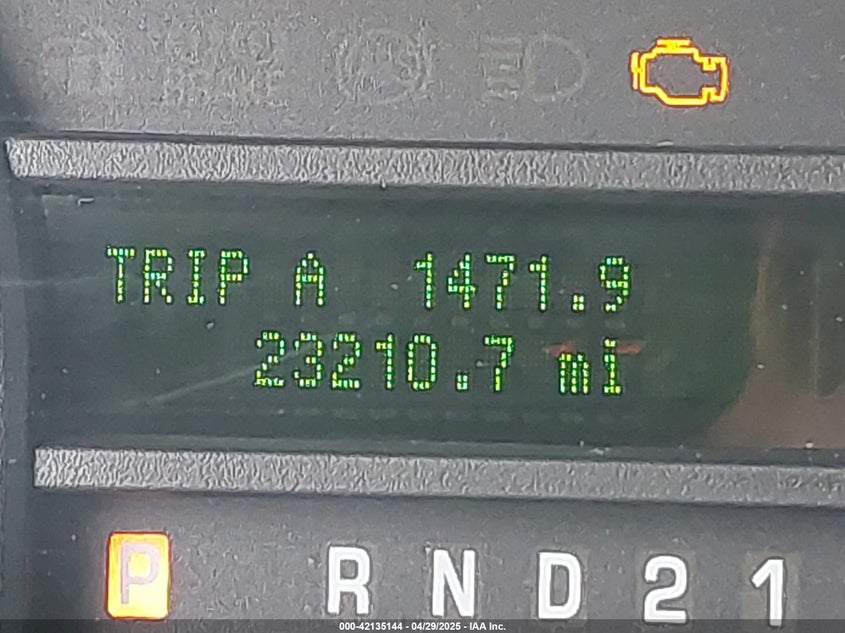 TRIP A 1471.9
23210.7 mi
P R N D 2 1
000-42135144 - 04/29/2025 - IAA Inc.